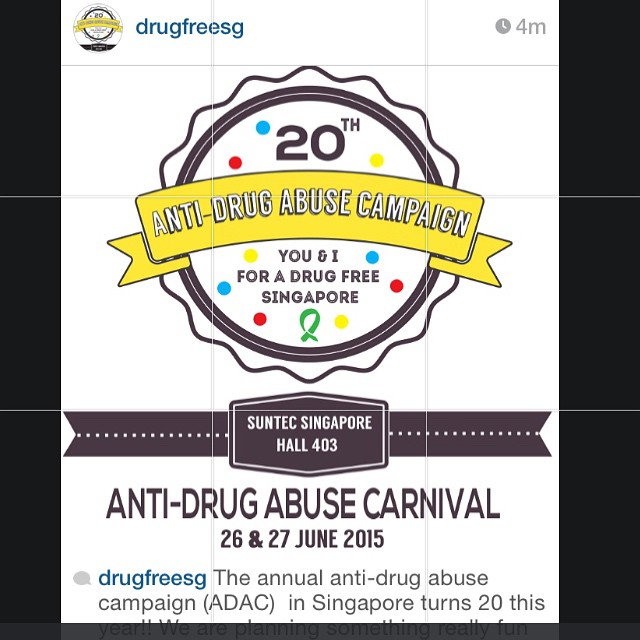 drugfreesg
4m
20TH
ANTI-DRUG ABUSE CAMPAIGN
YOU & I
FOR A DRUG FREE
SINGAPORE
SUNTEC SINGAPORE
HALL 403
ANTI-DRUG ABUSE CARNIVAL
26 & 27 JUNE 2015
drugfreesg The annual anti-drug abuse
campaign (ADAC) in Singapore turns 20 this
year!! We are planning something really fun